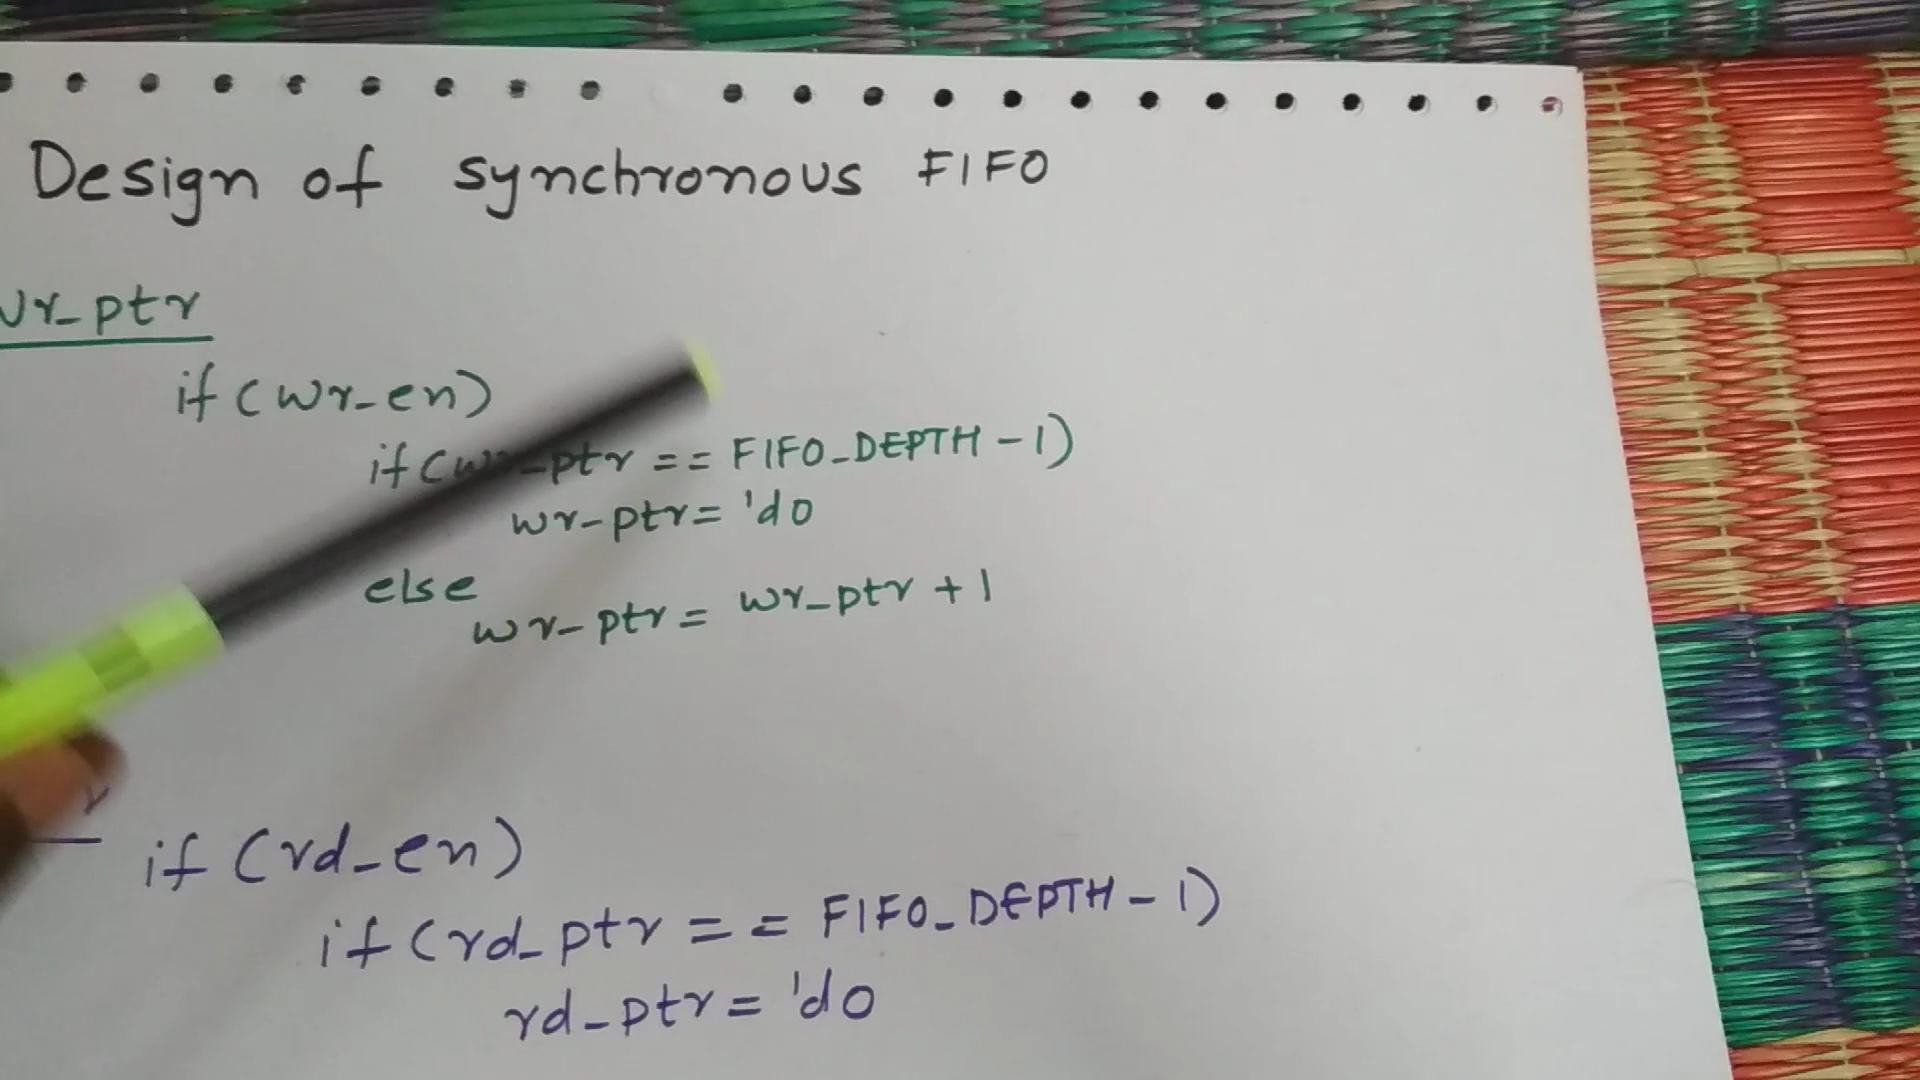 Design of synchronous FIFO
wr_ptr
if (wr_en)
if (wr_ptr == FIFO_DEPTH - 1)
wr_ptr = 'd0
else
wr_ptr = wr_ptr + 1
if (rd_en)
if (rd_ptr == FIFO_DEPTH - 1)
rd_ptr = 'd0